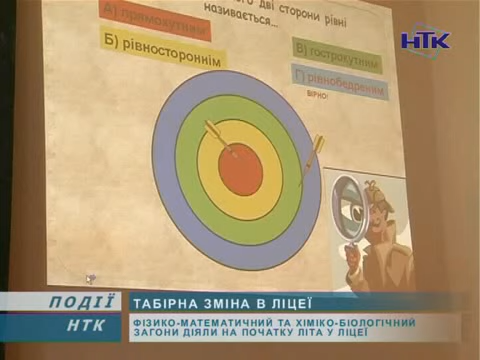 дві сторони рівні
називається...
А) прямокутним
Б) рівностороннім
В) гострокутним
Г) рівнобедреним
ВІРНО!
НТК
ПОДІЇ
НТК
ТАБІРНА ЗМІНА В ЛІЦЕЇ
ФІЗИКО-МАТЕМАТИЧНИЙ ТА ХІМІКО-БІОЛОГІЧНИЙ
ЗАГОНИ ДІЯЛИ НА ПОЧАТКУ ЛІТА У ЛІЦЕЇ